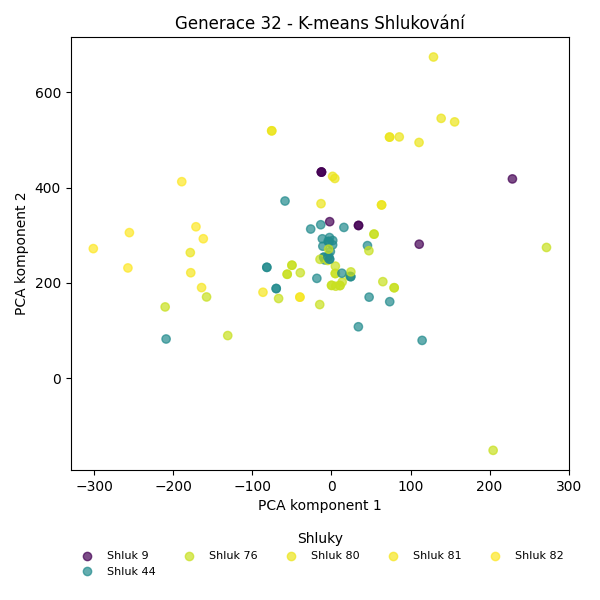 Generace 32 - K-means Shlukování
PCA komponent 2
600
400
200
0
−300 −200 −100 0 100 200 300
PCA komponent 1
Shluky
Shluk 9 Shluk 76 Shluk 80 Shluk 81 Shluk 82
Shluk 44